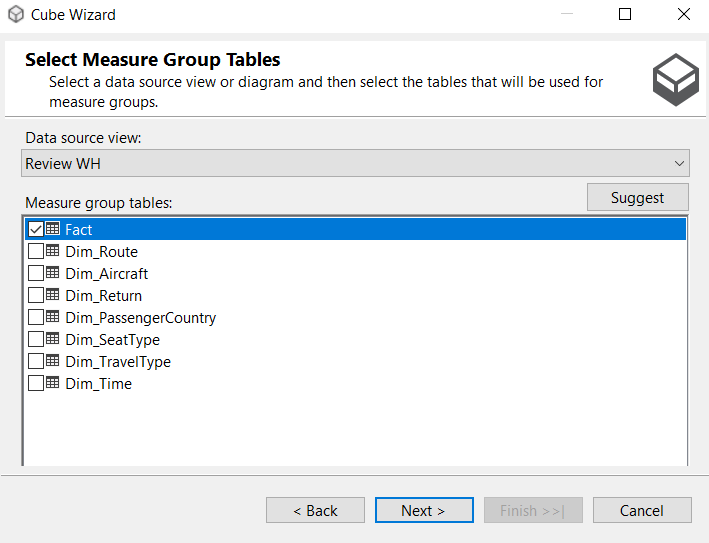 Cube Wizard
Select Measure Group Tables
Select a data source view or diagram and then select the tables that will be used for
measure groups.
Data source view:
Review WH
Measure group tables:
Suggest
Fact
Dim_Route
Dim_Aircraft
Dim_Return
Dim_PassengerCountry
Dim_SeatType
Dim_TravelType
Dim_Time
< Back
Next >
Finish >>|
Cancel